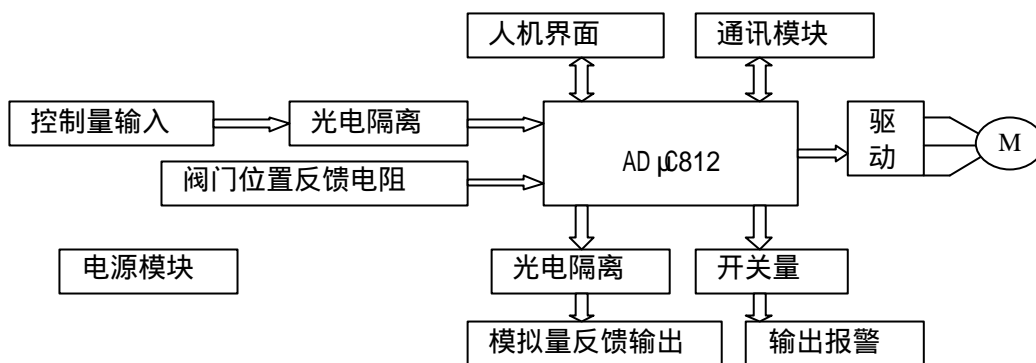 人机界面
通讯模块
控制量输入
光电隔离
AD μC812
驱
动
M
阀门位置反馈电阻
电源模块
光电隔离
开关量
模拟量反馈输出
输出报警